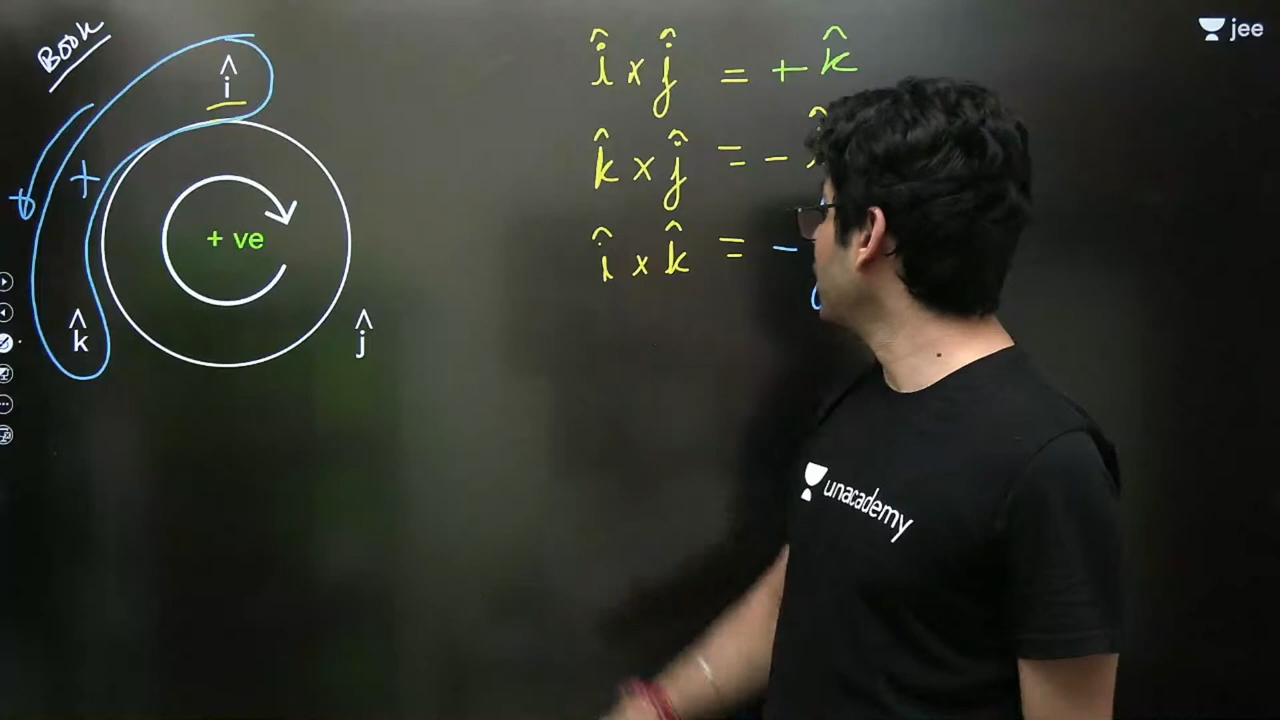 Book
î
+
+ ve
k̂
ĵ
î × ĵ = + k̂
k̂ × ĵ = -
î × k̂ = -
jee
unacademy